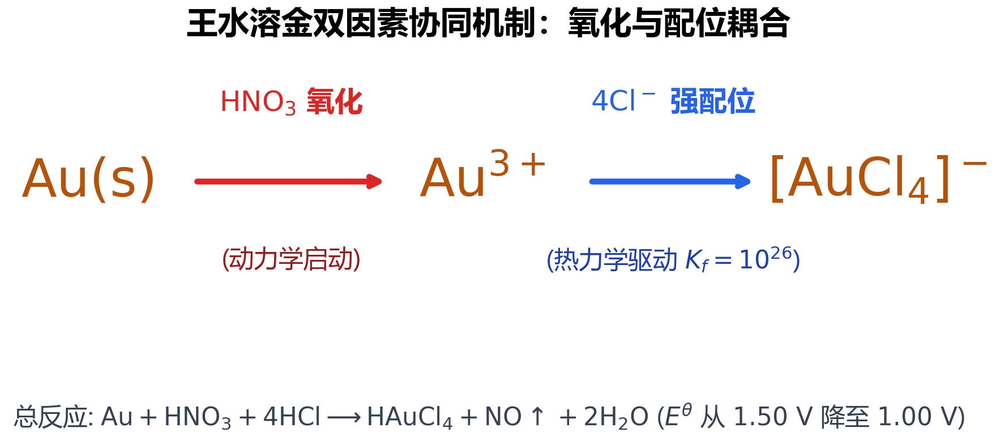 王水溶金双因素协同机制：氧化与配位耦合
HNO₃ 氧化
4Cl⁻ 强配位
Au(s)
Au³⁺
[AuCl₄]⁻
(动力学启动)
(热力学驱动 K_f = 10²⁶)
总反应: Au + HNO₃ + 4HCl ⟶ HAuCl₄ + NO ↑ + 2H₂O (E^θ 从 1.50 V 降至 1.00 V)